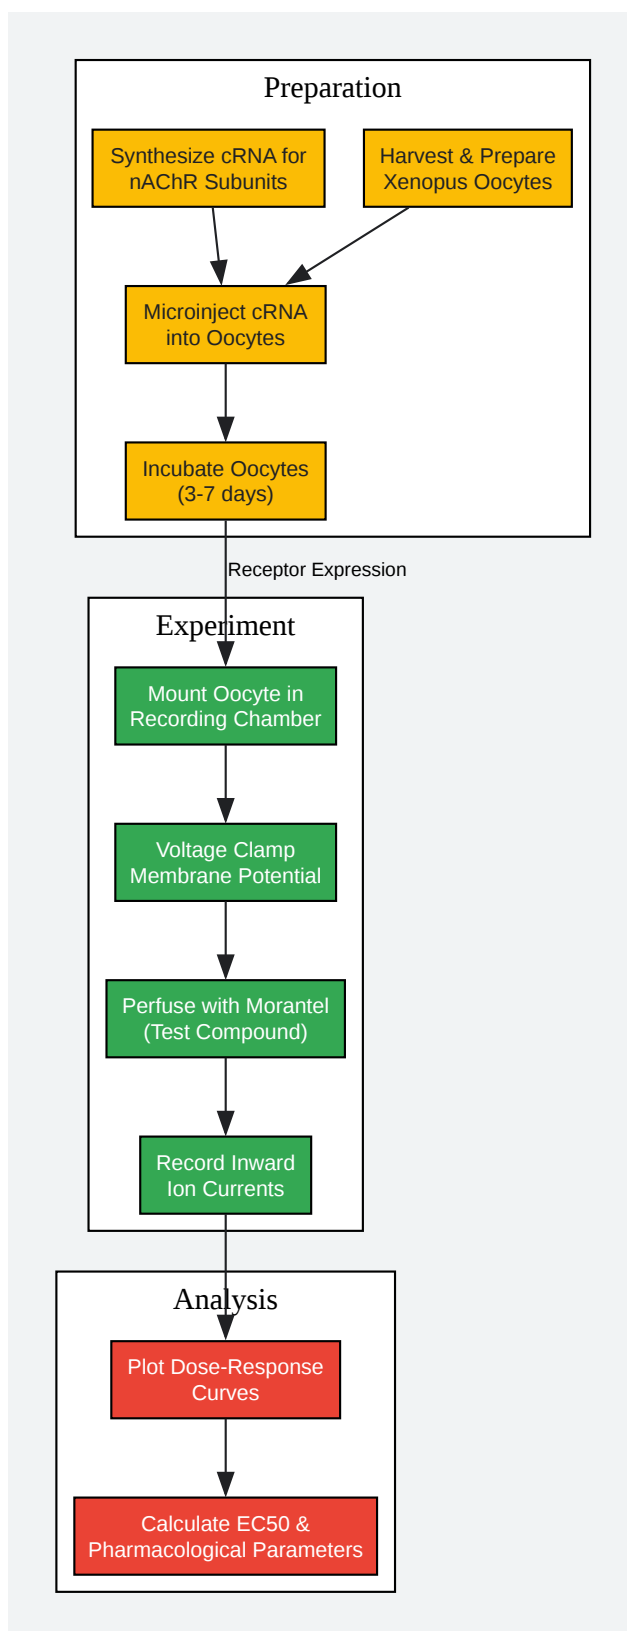 Preparation
Synthesize cRNA for
nAChR Subunits
Harvest & Prepare
Xenopus Oocytes
Microinject cRNA
into Oocytes
Incubate Oocytes
(3-7 days)
Receptor Expression
Experiment
Mount Oocyte in
Recording Chamber
Voltage Clamp
Membrane Potential
Perfuse with Morantel
(Test Compound)
Record Inward
Ion Currents
Analysis
Plot Dose-Response
Curves
Calculate EC50 &
Pharmacological Parameters